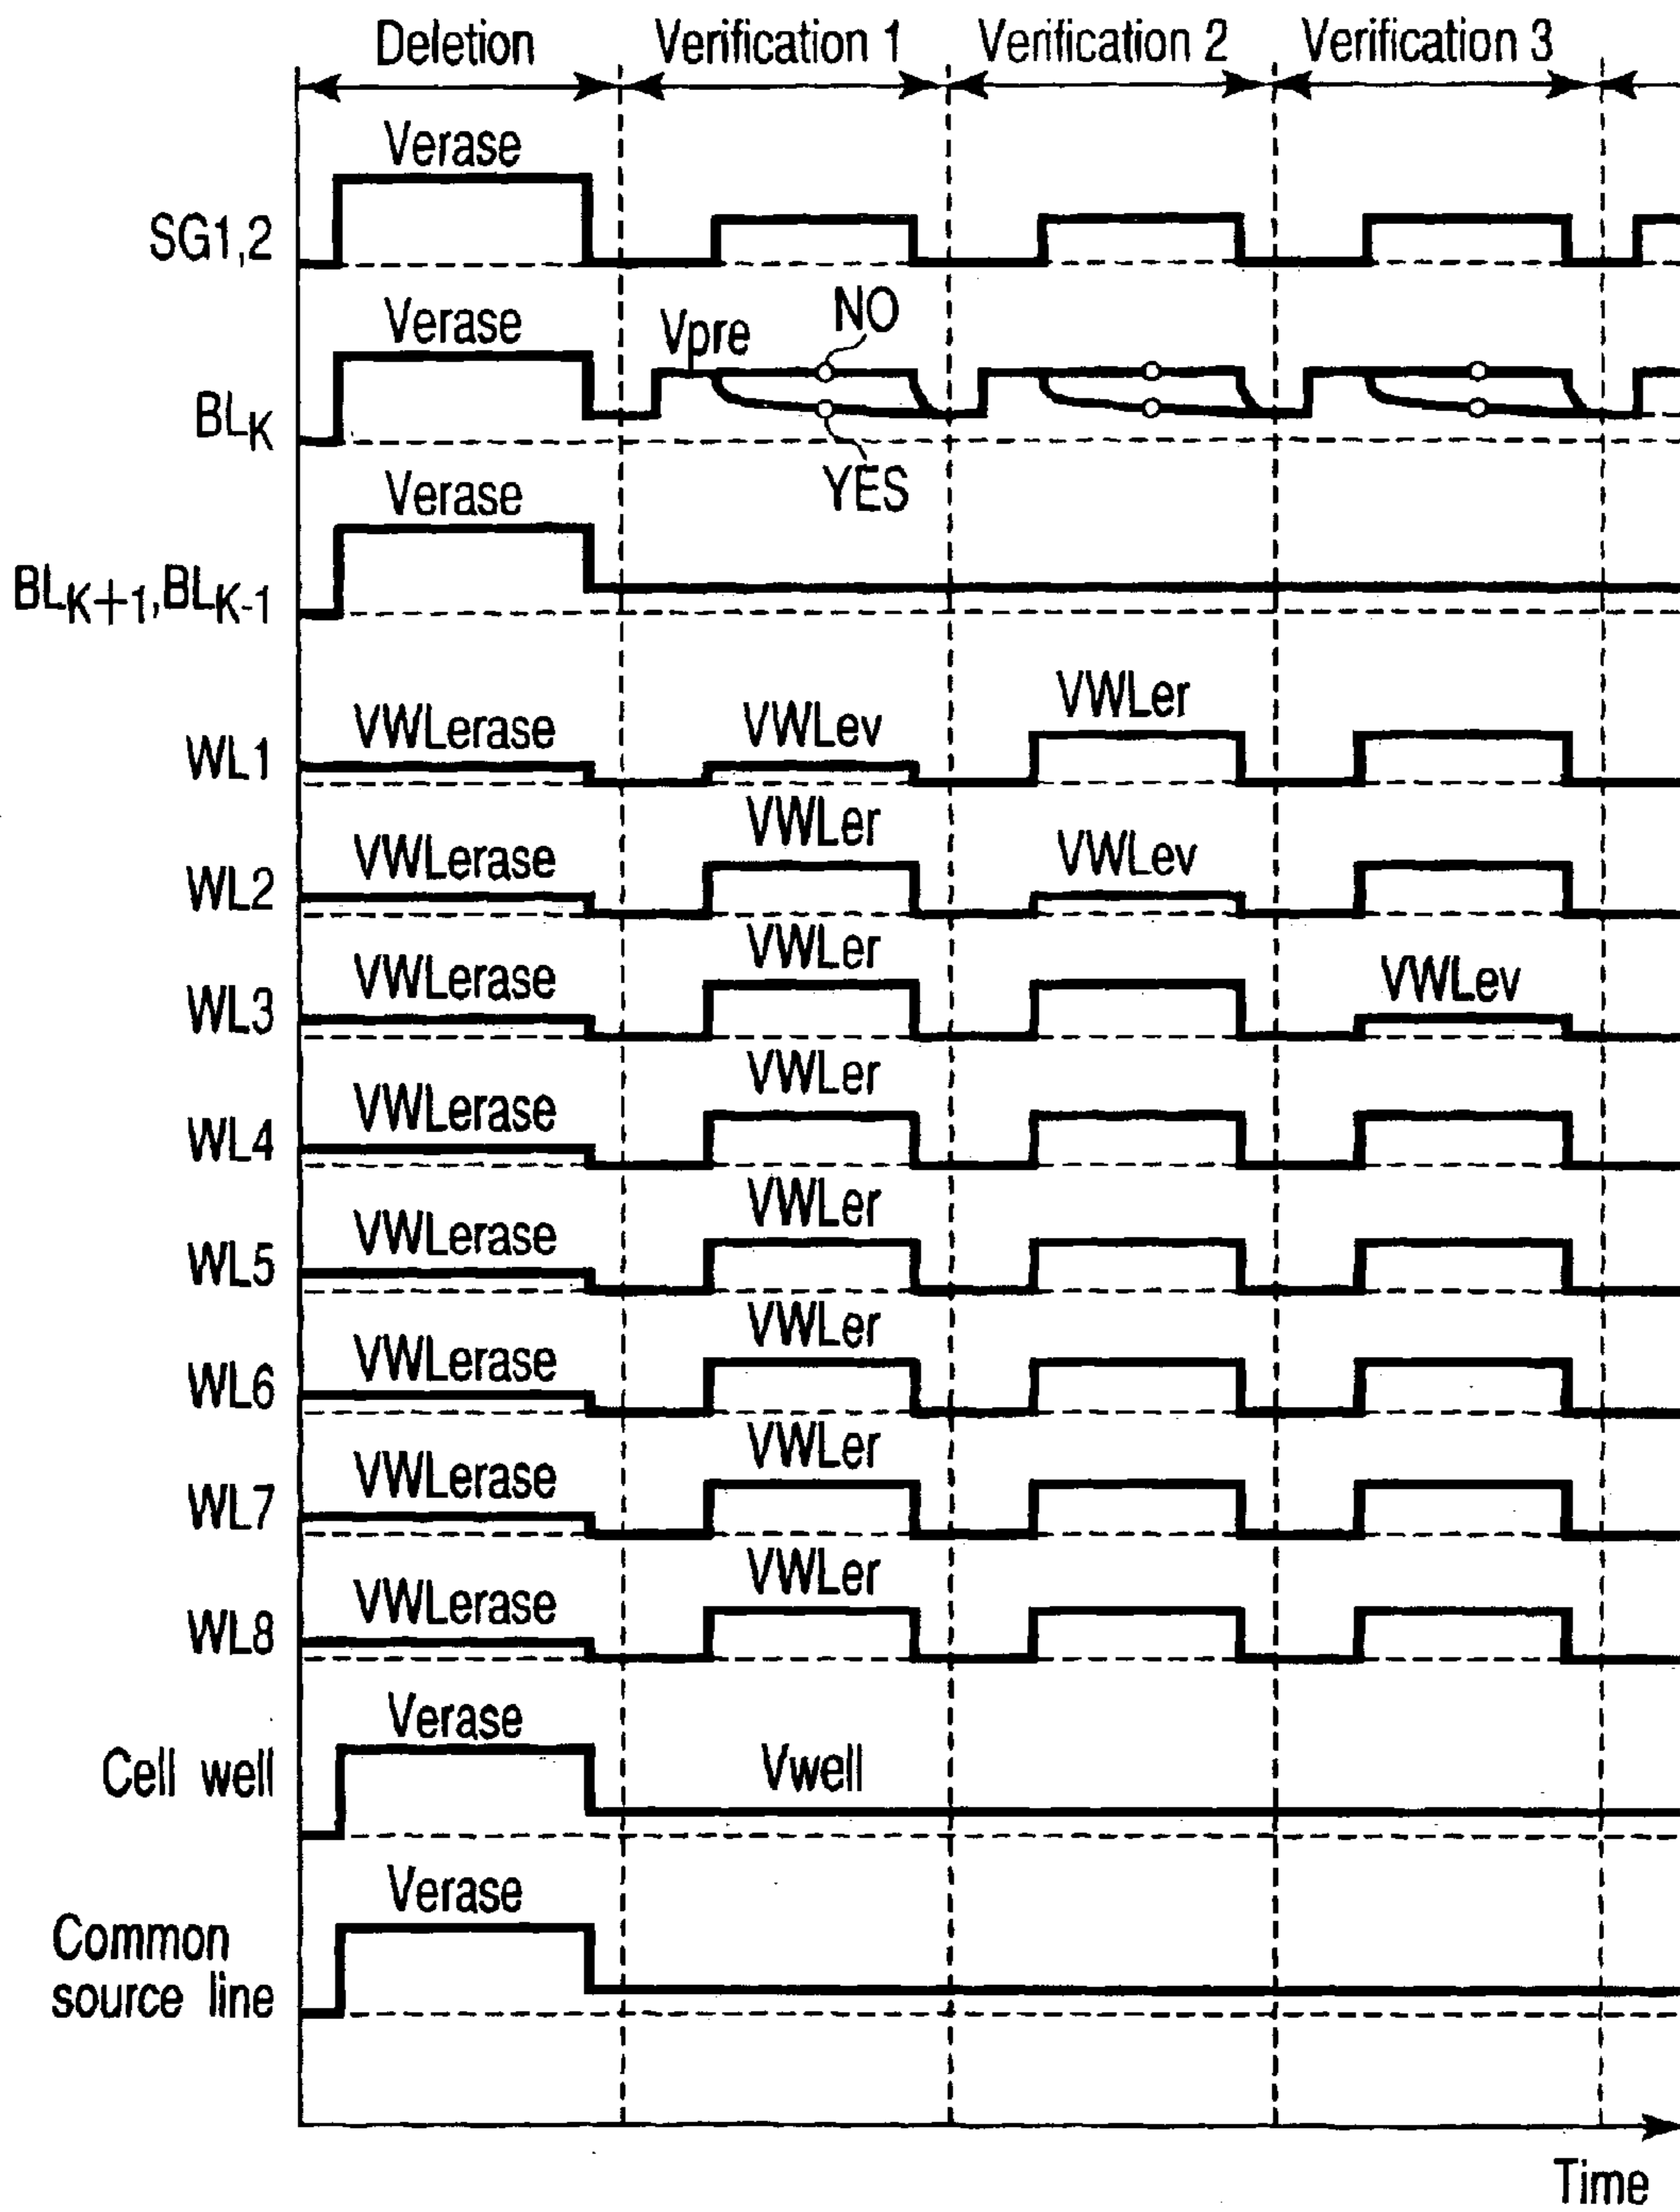 Deletion Verification 1 Verification 2 Verification 3
Verase
SG1,2
Verase Vpre NO
BLK
YES
Verase
BLK+1,BLK-1
VWLer
WL1 VWLerase VWLev
VWLer
WL2 VWLerase VWLev
VWLer
WL3 VWLerase VWLev
VWLer
WL4 VWLerase
VWLer
WL5 VWLerase
VWLer
WL6 VWLerase
VWLer
WL7 VWLerase
VWLer
WL8 VWLerase
Verase
Cell well Vwell
Verase
Common
source line
Time